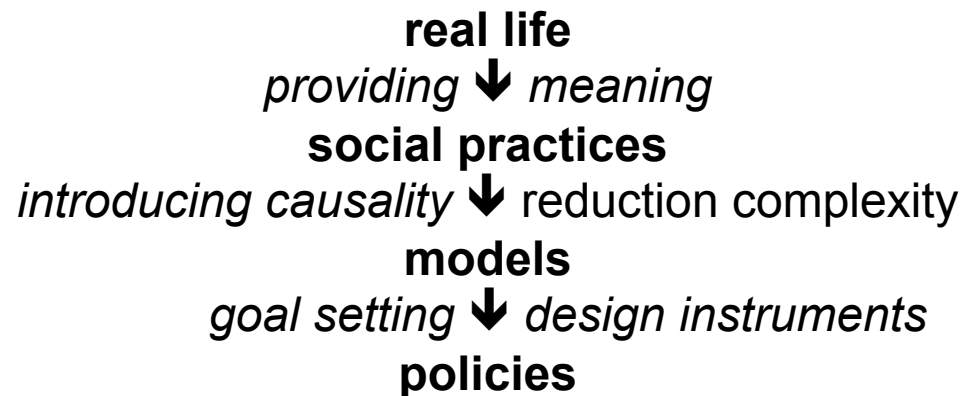 real life
providing 🡻 meaning
social practices
introducing causality 🡻 reduction complexity
models
goal setting 🡻 design instruments
policies